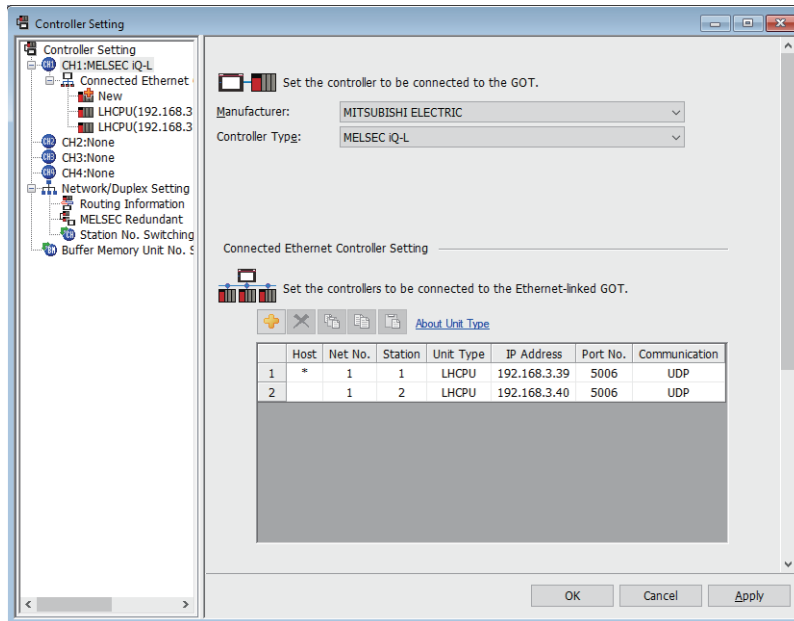 Controller Setting
Controller Setting
CH1:MELSEC iQ-L
Connected Ethernet
New
LHCPU(192.168.3
LHCPU(192.168.3
CH2:None
CH3:None
CH4:None
Network/Duplex Setting
Routing Information
MELSEC Redundant
Station No. Switching
Buffer Memory Unit No. S
Set the controller to be connected to the GOT.
Manufacturer: MITSUBISHI ELECTRIC
Controller Type: MELSEC iQ-L
Connected Ethernet Controller Setting
Set the controllers to be connected to the Ethernet-linked GOT.
About Unit Type
Host Net No. Station Unit Type IP Address Port No. Communication
1 * 1 1 LHCPU 192.168.3.39 5006 UDP
2 1 2 LHCPU 192.168.3.40 5006 UDP
OK Cancel Apply